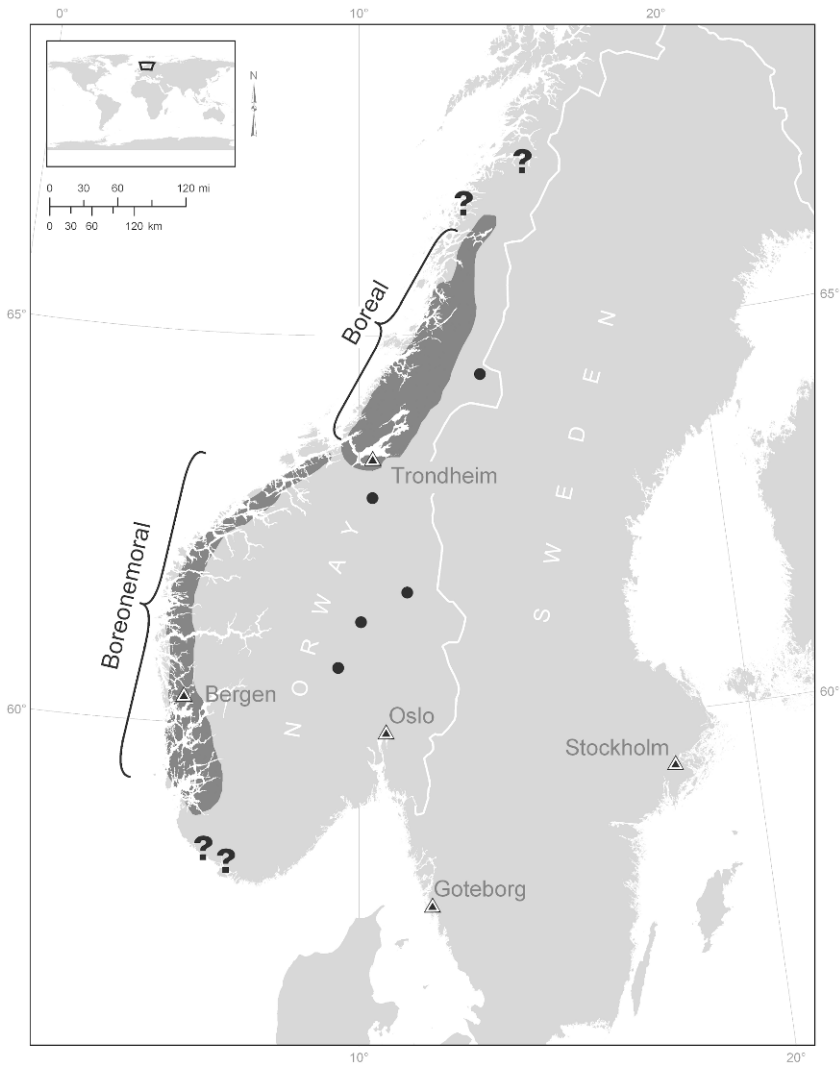 0°
10°
20°
N
0 30 60 120 mi
0 30 60 120 km
?
?
65°
65°
Boreal
SWEDEN
Trondheim
NORWAY
Boreonemoral
Bergen
60°
60°
Oslo
Stockholm
?
?
Goteborg
10°
20°